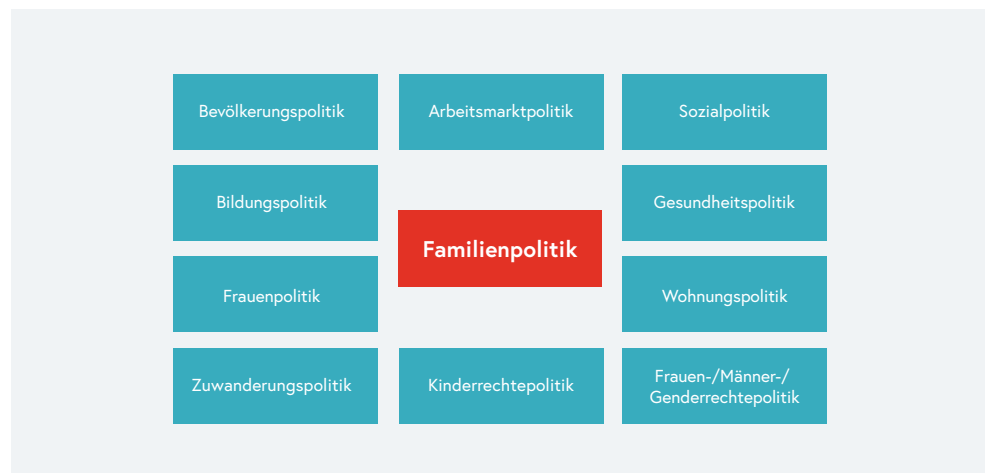 Bevölkerungspolitik
Arbeitsmarktpolitik
Sozialpolitik
Bildungspolitik
Gesundheitspolitik
Familienpolitik
Frauenpolitik
Wohnungspolitik
Zuwanderungspolitik
Kinderrechtepolitik
Frauen-/Männer-/
Genderrechtepolitik